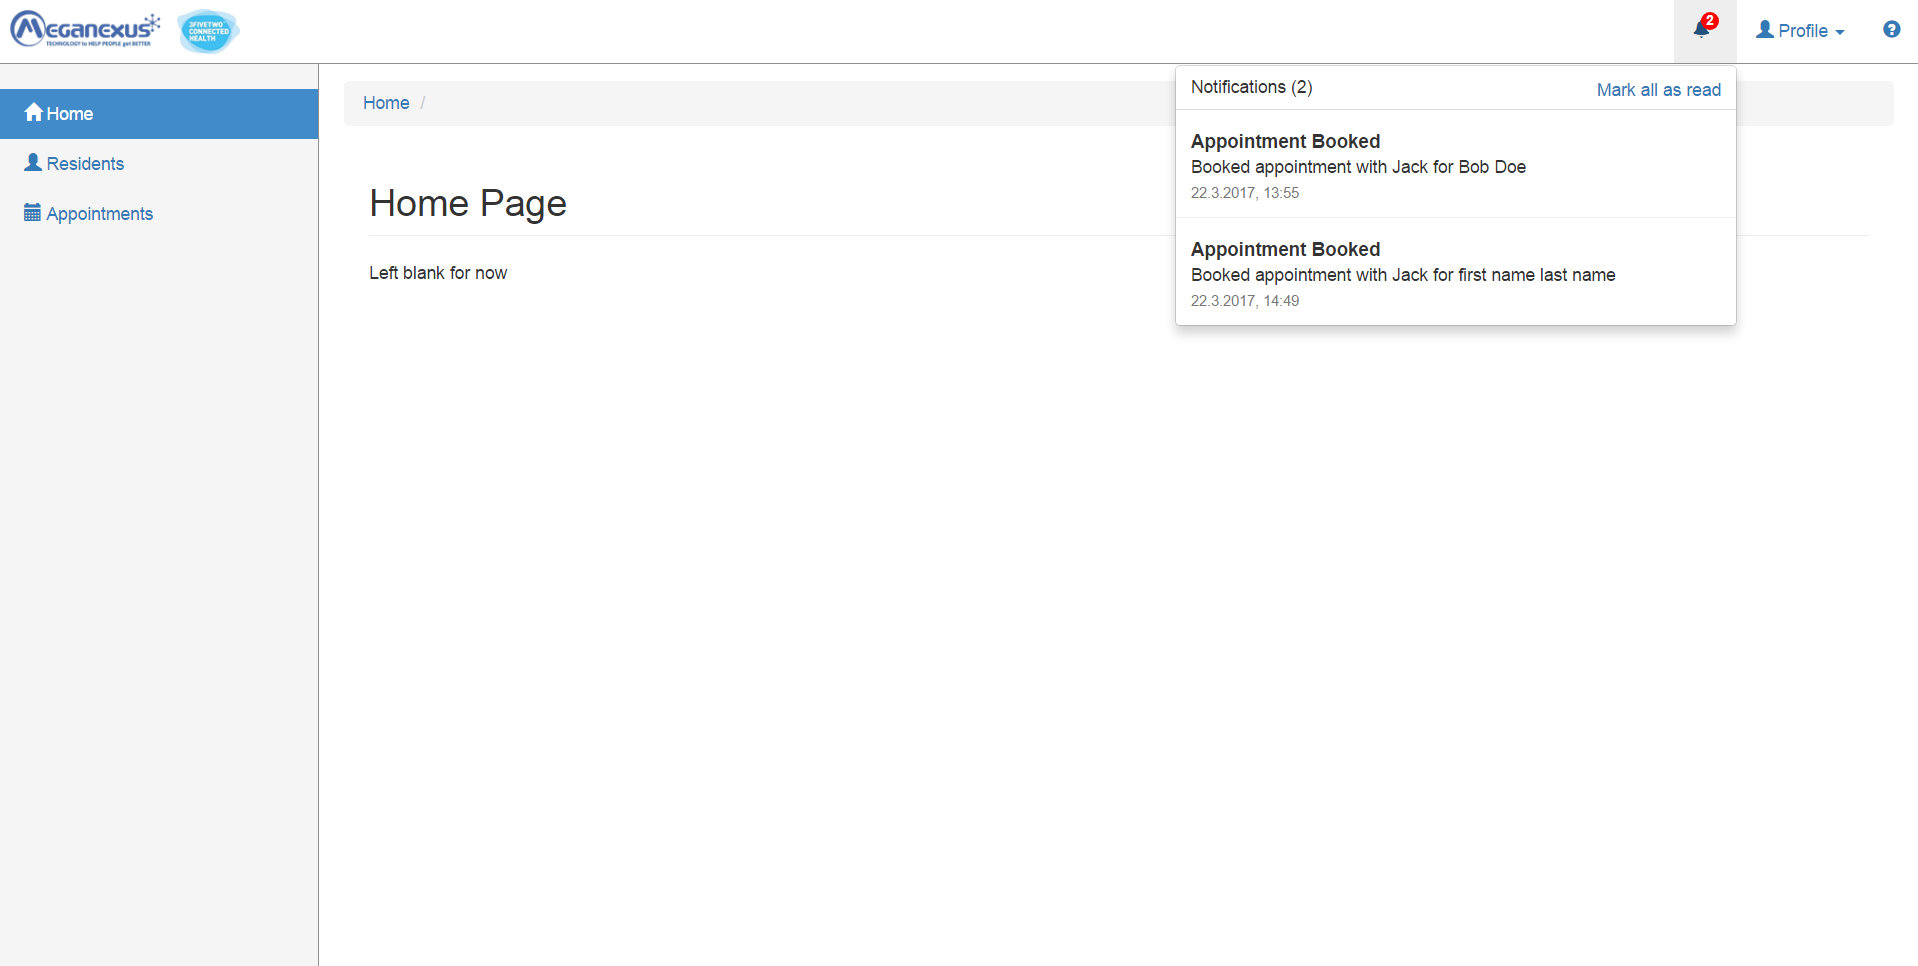 MEGANEXUS
TECHNOLOGY to HELP PEOPLE get BETTER
3FIVETWO
CONNECTED
HEALTH
2
Profile
?
Home
Residents
Appointments
Home /
Home Page
Left blank for now
Notifications (2)
Mark all as read
Appointment Booked
Booked appointment with Jack for Bob Doe
22.3.2017, 13:55
Appointment Booked
Booked appointment with Jack for first name last name
22.3.2017, 14:49